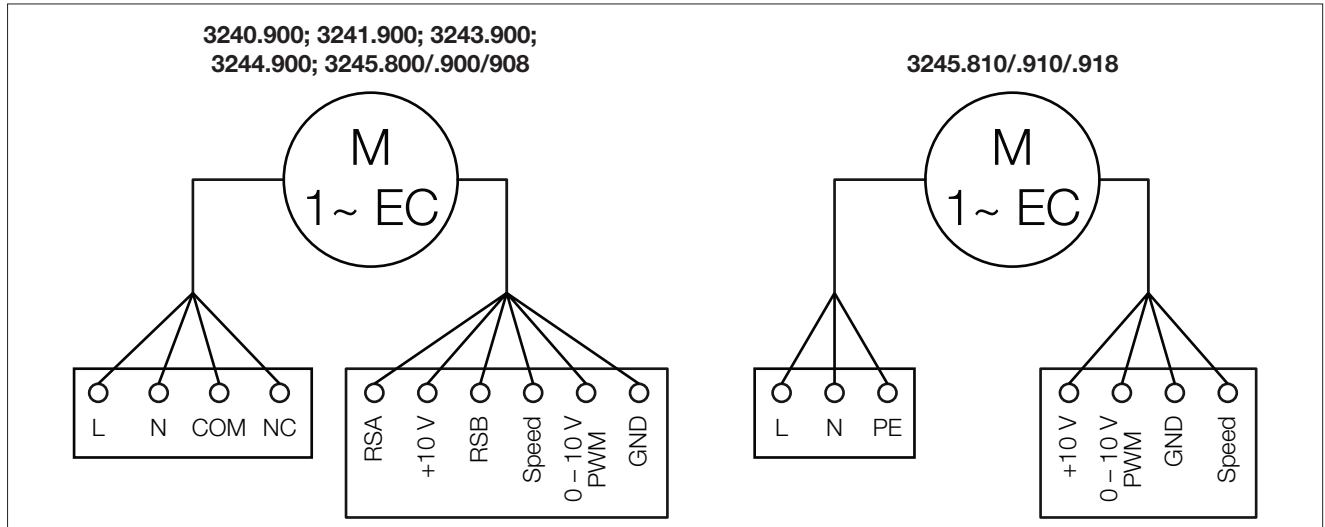 3240.900; 3241.900; 3243.900;
3244.900; 3245.800/.900/908
M
1~ EC
L N COM NC
RSA
+10 V
RSB
Speed
0 – 10 V
PWM
GND
3245.810/.910/.918
M
1~ EC
L N PE
+10 V
0 – 10 V
PWM
GND
Speed